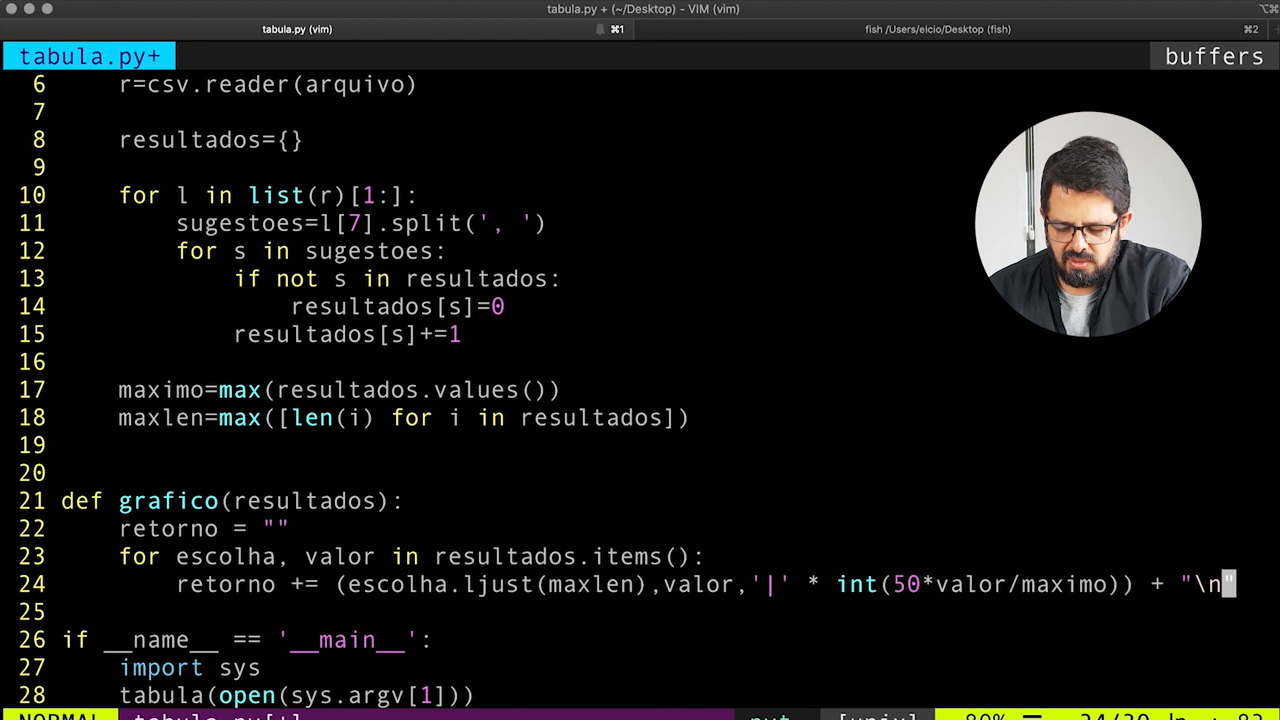 tabula.py + (~/Desktop) - VIM (vim)
tabula.py (vim) ⌘1 fish /Users/elcio/Desktop (fish) ⌘2
tabula.py+ buffers
6 r=csv.reader(arquivo)
7
8 resultados={}
9
10 for l in list(r)[1:]:
11 sugestoes=l[7].split(', ')
12 for s in sugestoes:
13 if not s in resultados:
14 resultados[s]=0
15 resultados[s]+=1
16
17 maximo=max(resultados.values())
18 maxlen=max([len(i) for i in resultados])
19
20
21 def grafico(resultados):
22 retorno = ""
23 for escolha, valor in resultados.items():
24 retorno += (escolha.ljust(maxlen),valor,'|' * int(50*valor/maximo)) + "\n"
25
26 if __name__ == '__main__':
27 import sys
28 tabula(open(sys.argv[1]))
NORMAL tabula.py[+]